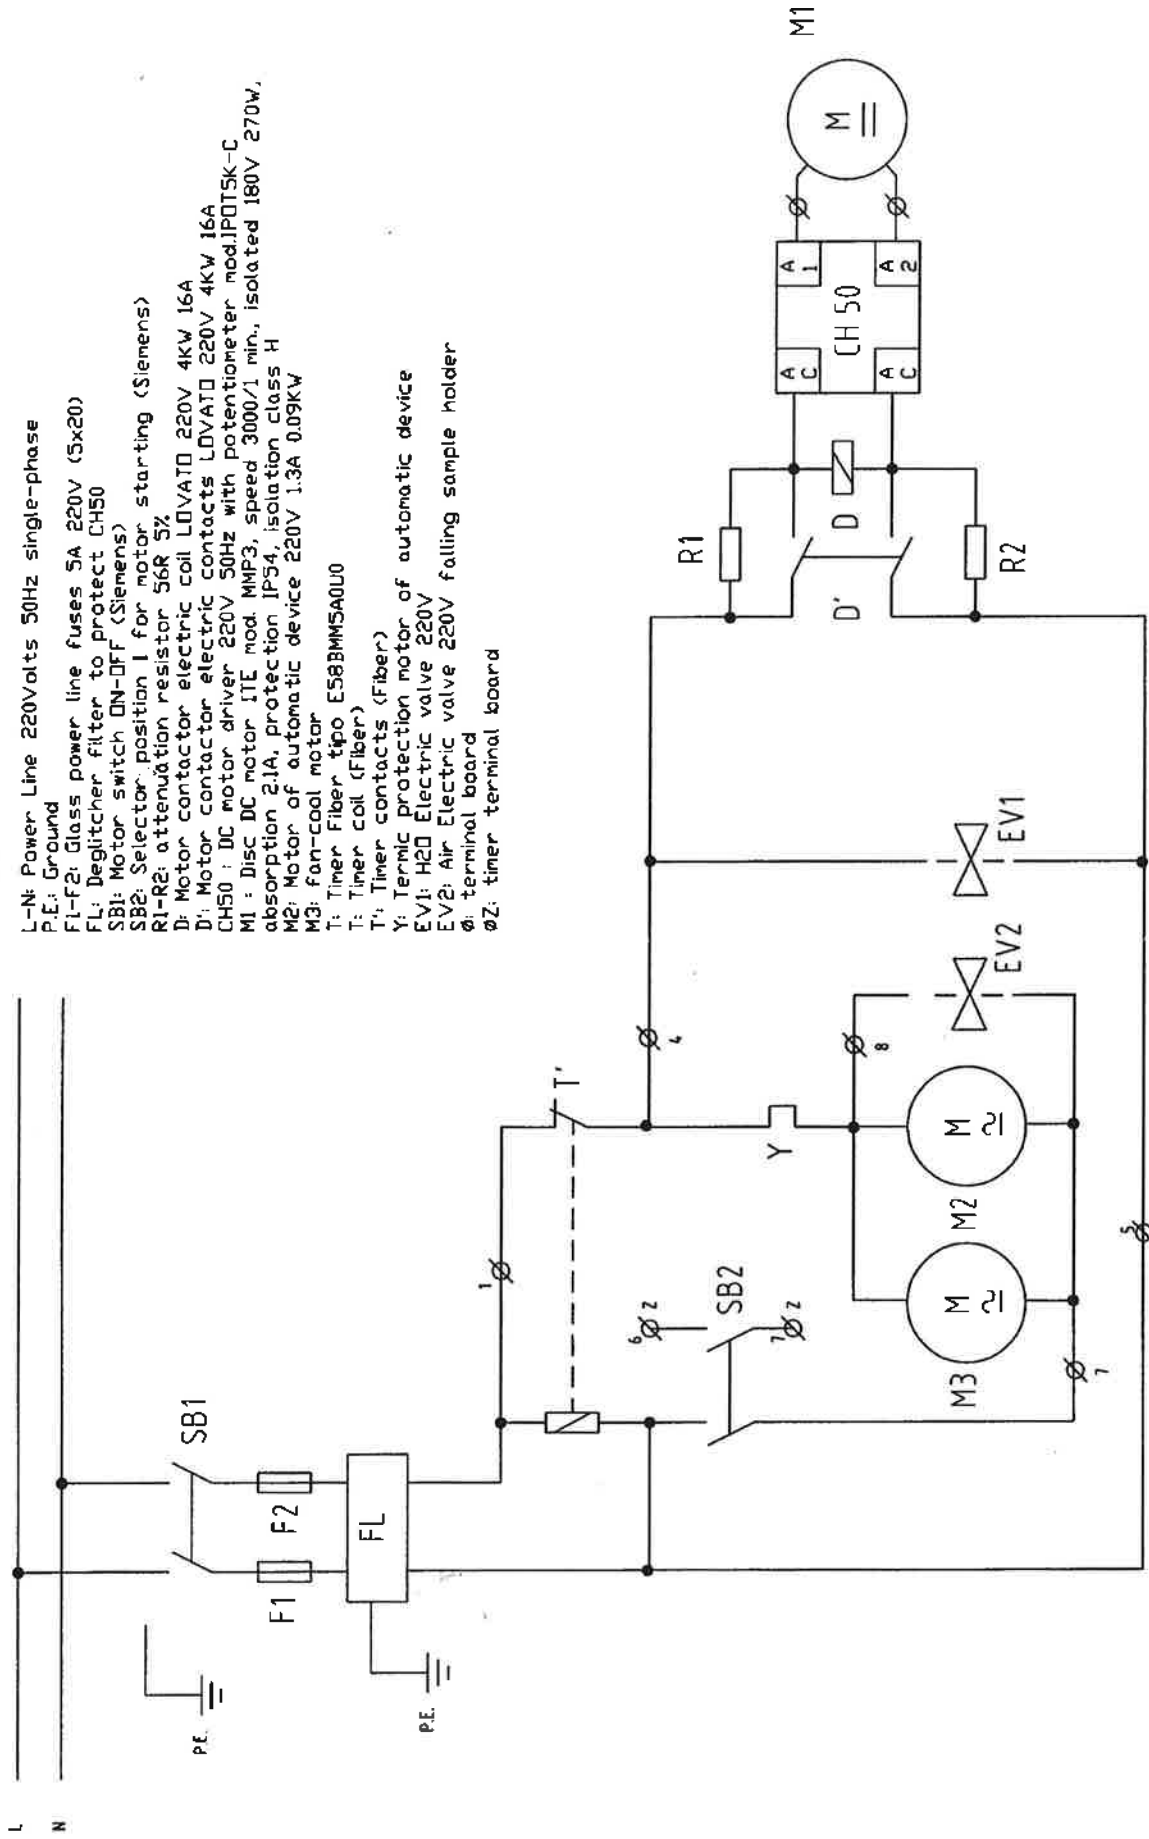 L-N: Power Line 220Volts 50Hz single-phase
P.E.: Ground
F1-F2: Glass power line fuses 5A 220V (5x20)
FL: Deglitcher filter to protect CH50
SB1: Motor switch ON-OFF (Siemens)
SB2: Selector position 1 for motor starting (Siemens)
R1-R2: attenuation resistor 56R 5%
D: Motor contactor electric coil LOVATO 220V 4KW 16A
D': Motor contactor electric contacts LOVATO 220V 4KW 16A
CH50 : DC motor driver 220V 50Hz with potentiometer mod.1POTSK-C
M1 : Disc DC motor ITE mod. MMP3, speed 3000/1 min., isolated 180V 270W,
absorption 2.1A, protection IP54, isolation class H
M2: Motor of automatic device 220V 1.3A 0.09KW
M3: fan-cool motor
T: Timer Fiber tipo E58BMM5A0U0
T: Timer coil (Fiber)
T': Timer contacts (Fiber)
Y: Termic protection motor of automatic device
EV1: H2O Electric valve 220V
EV2: Air Electric valve 220V falling sample holder
Ø: terminal board
ØZ: timer terminal board
L
N
P.E.
P.E.
SB1
F1
F2
FL
1
T'
4
6
Z
SB2
7
Z
Y
8
M3
M
M2
M
EV2
7
5
EV1
R1
D'
D
R2
A
C
A
C
CH 50
A
1
A
2
M
M1